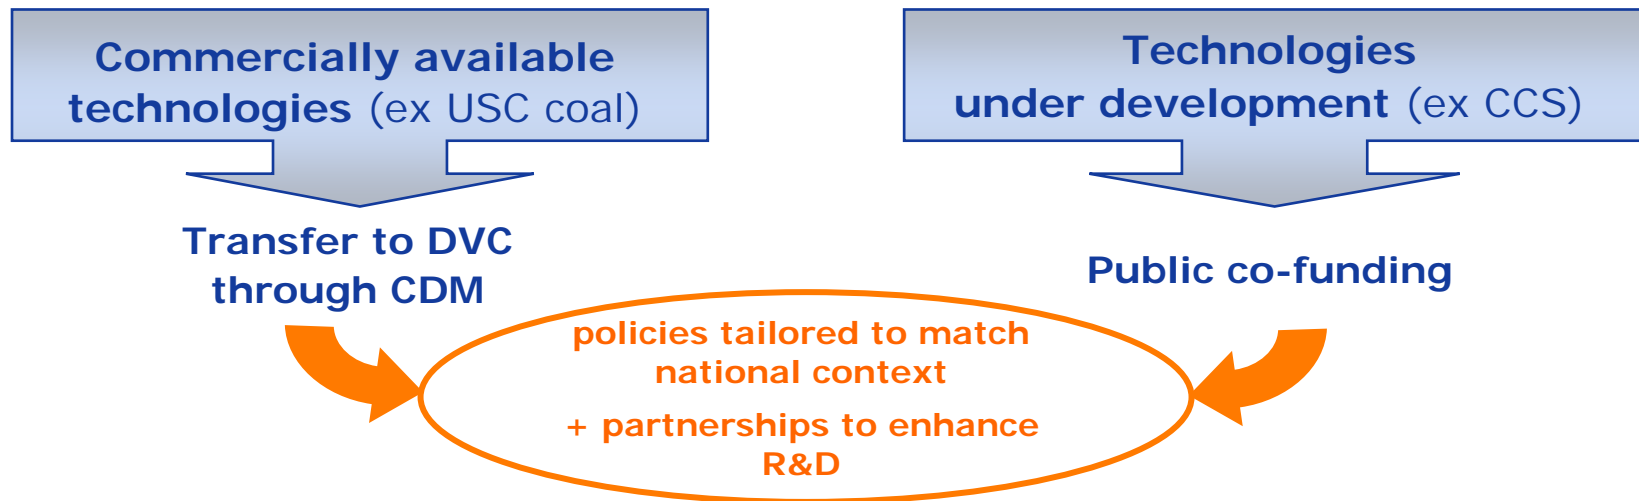 Commercially available
technologies (ex USC coal)
Technologies
under development (ex CCS)
Transfer to DVC
through CDM
Public co-funding
policies tailored to match
national context
+ partnerships to enhance
R&D